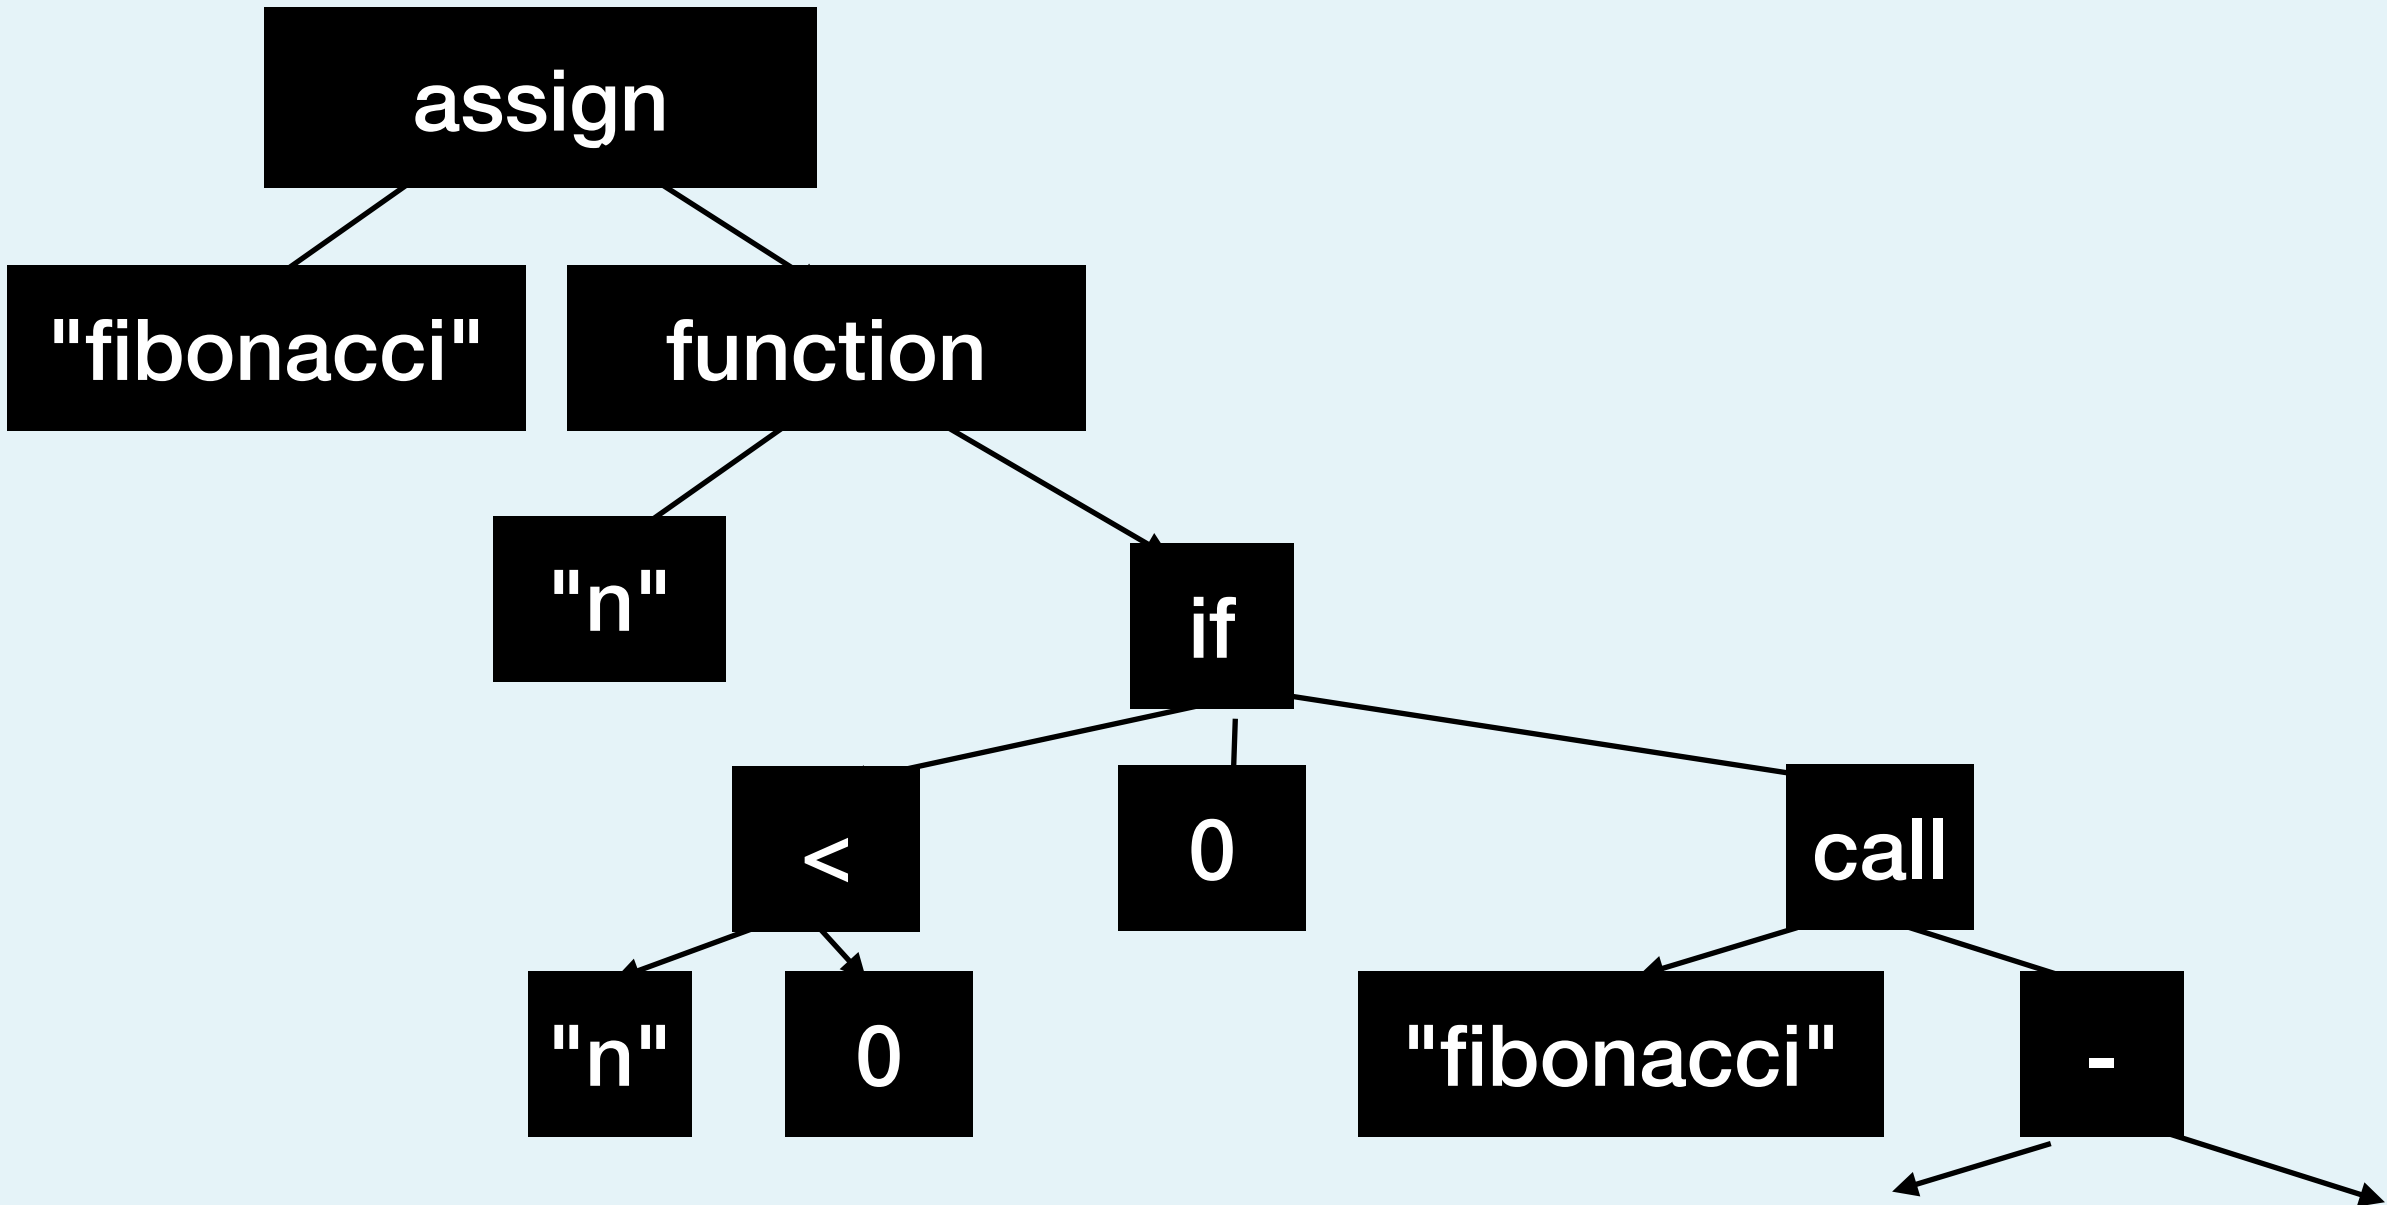 assign
"fibonacci"
function
"n"
if
<
0
call
"n"
0
"fibonacci"
-